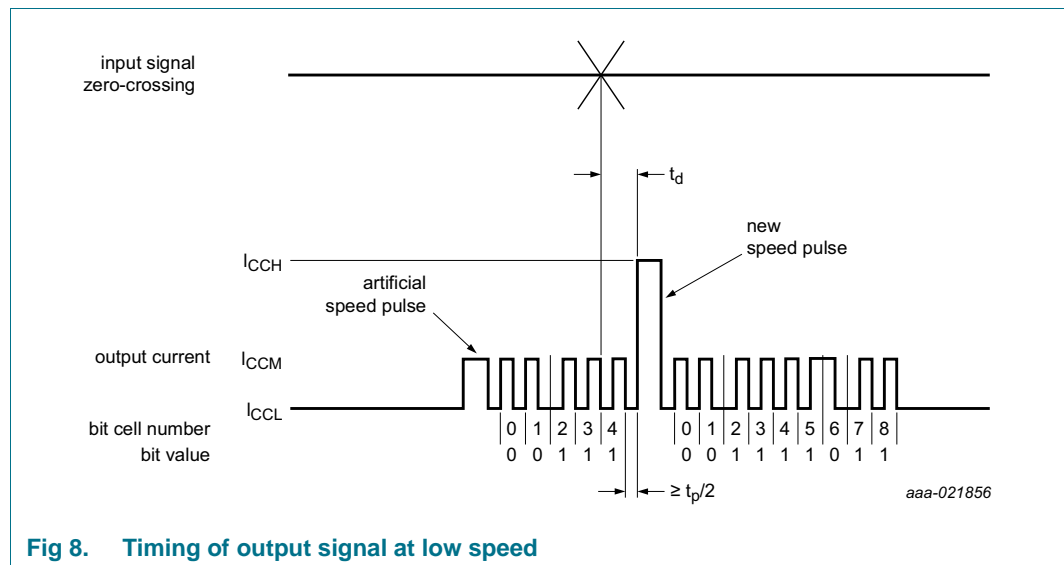 input signal
zero-crossing
t_d
new
speed pulse
I_CCH
artificial
speed pulse
output current
I_CCM
I_CCL
bit cell number
0 1 2 3 4 0 1 2 3 4 5 6 7 8
bit value
0 0 1 1 1 0 0 1 1 1 1 0 1 1
≥ t_p/2
aaa-021856
Fig 8. Timing of output signal at low speed